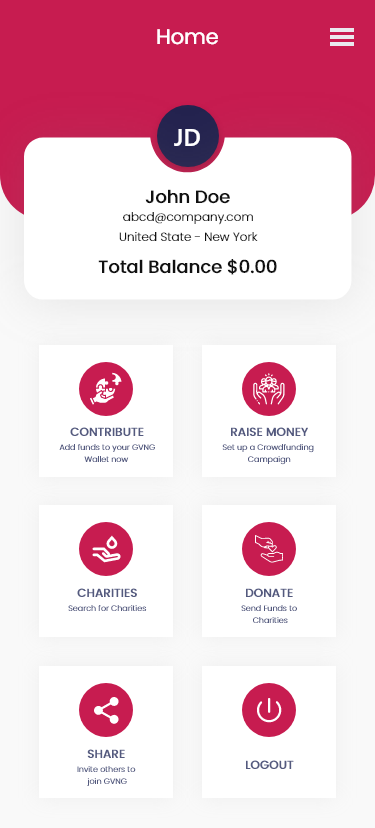 Home
JD
John Doe
abcd@company.com
United State - New York
Total Balance $0.00
CONTRIBUTE
Add funds to your GVNG
Wallet now
RAISE MONEY
Set up a Crowdfunding
Campaign
CHARITIES
Search for Charities
DONATE
Send Funds to
Charities
SHARE
Invite others to
join GVNG
LOGOUT